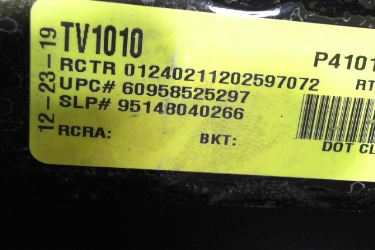 12-23-19
TV1010 P4101
RCTR 01240211202597072 RT
UPC# 60958525297
SLP# 95148040266
RCRA: BKT:
DOT CL